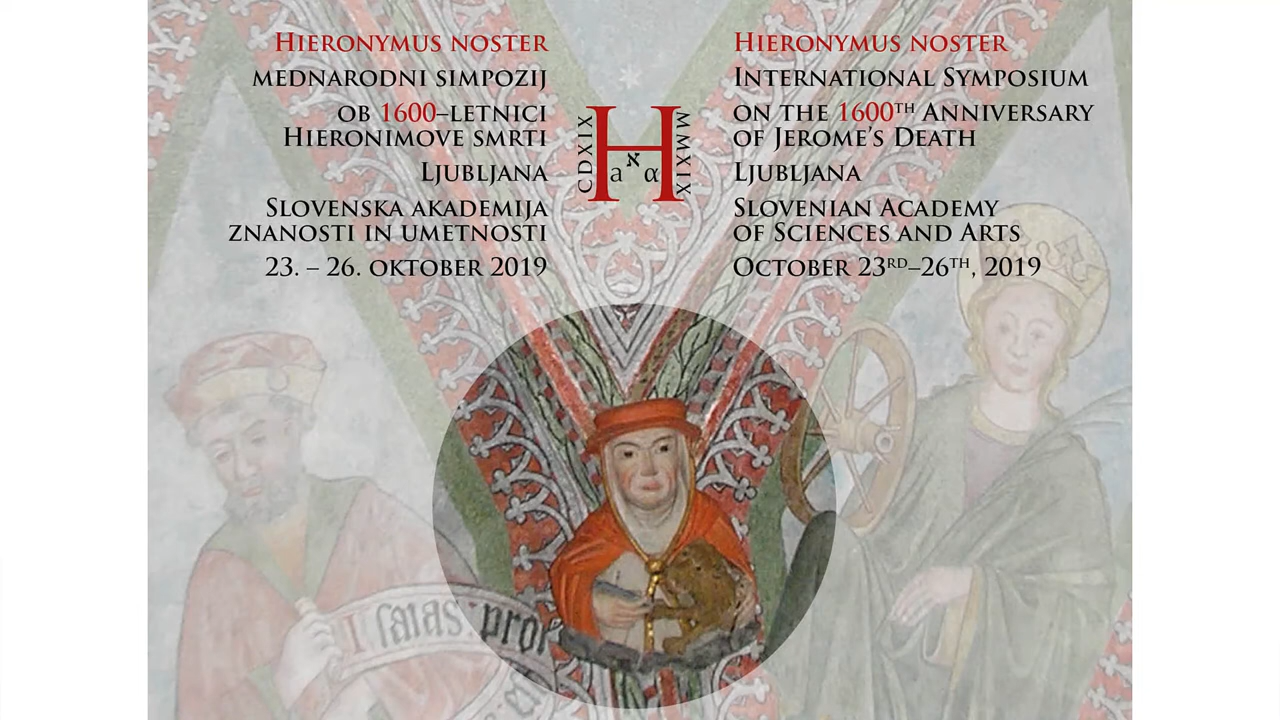 HIERONYMUS NOSTER
MEDNARODNI SIMPOZIJ
OB 1600–LETNICI
HIERONIMOVE SMRTI
LJUBLJANA
SLOVENSKA AKADEMIJA
ZNANOSTI IN UMETNOSTI
23. – 26. OKTOBER 2019
CDXIX
H
a א α
MMXIX
HIERONYMUS NOSTER
INTERNATIONAL SYMPOSIUM
ON THE 1600TH ANNIVERSARY
OF JEROME'S DEATH
LJUBLJANA
SLOVENIAN ACADEMY
OF SCIENCES AND ARTS
OCTOBER 23RD–26TH, 2019
Isaias: pro